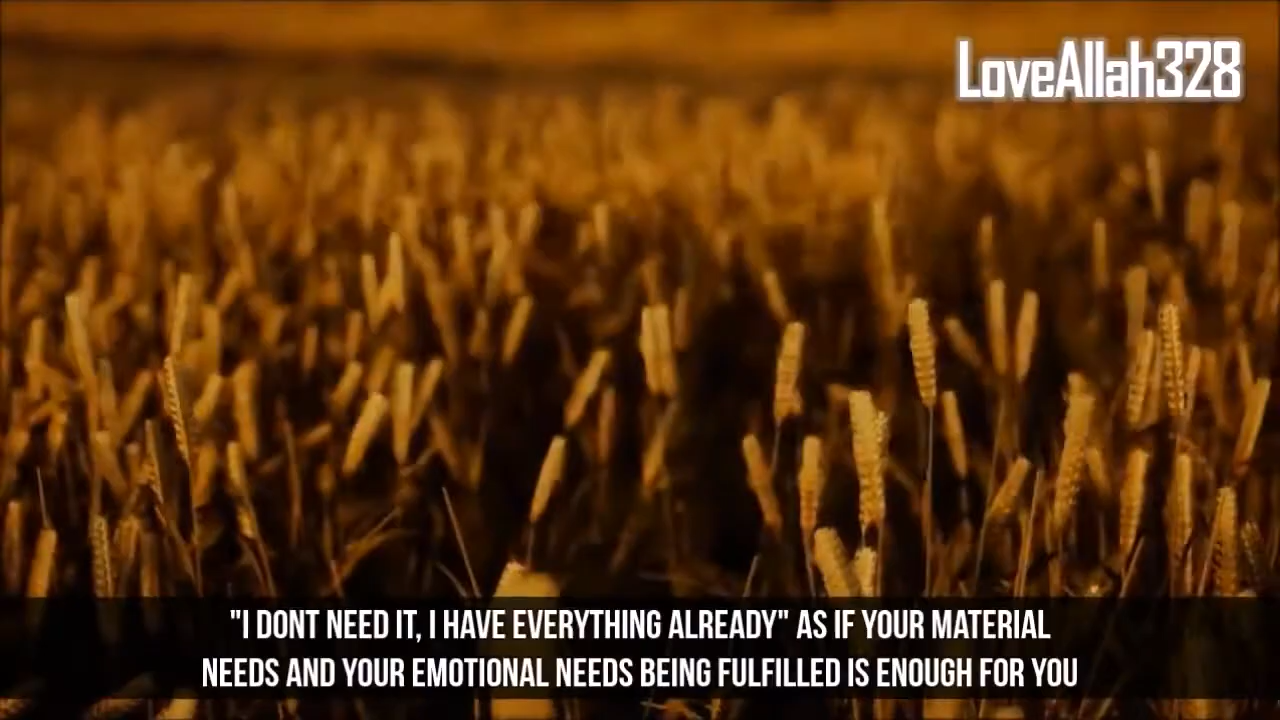 LoveAllah328
"I DONT NEED IT, I HAVE EVERYTHING ALREADY" AS IF YOUR MATERIAL
NEEDS AND YOUR EMOTIONAL NEEDS BEING FULFILLED IS ENOUGH FOR YOU